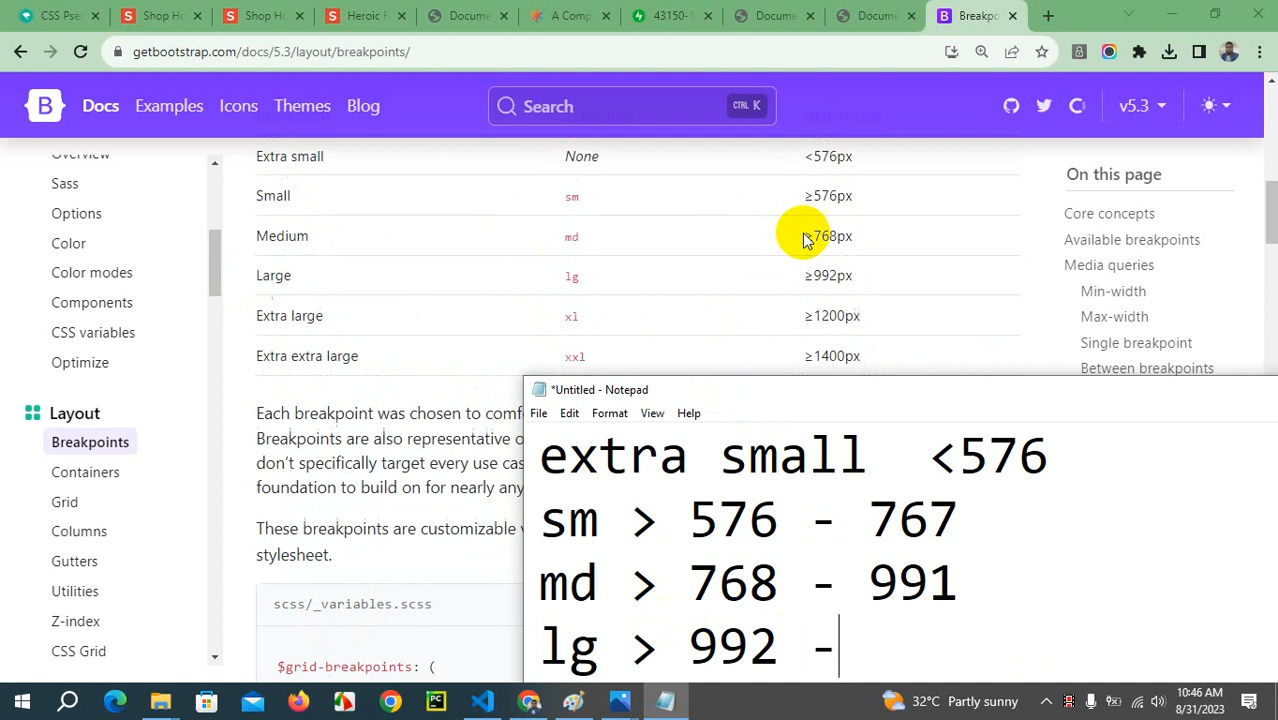 CSS Pse
Shop Ho
Shop H
Heroic F
Docume
A Comp
43150-1
Docume
Docume
Breakpo
getbootstrap.com/docs/5.3/layout/breakpoints/
B Docs Examples Icons Themes Blog Search CTRL K v5.3
Overview
Sass
Options
Color
Color modes
Components
CSS variables
Optimize
Layout
Breakpoints
Containers
Grid
Columns
Gutters
Utilities
Z-index
CSS Grid
Extra small None <576px
Small sm ≥576px
Medium md ≥768px
Large lg ≥992px
Extra large xl ≥1200px
Extra extra large xxl ≥1400px
Each breakpoint was chosen to comf
Breakpoints are also representative o
don't specifically target every use cas
foundation to build on for nearly any
These breakpoints are customizable
stylesheet.
scss/_variables.scss
$grid-breakpoints: (
On this page
Core concepts
Available breakpoints
Media queries
Min-width
Max-width
Single breakpoint
Between breakpoints
*Untitled - Notepad
File Edit Format View Help
extra small <576
sm > 576 - 767
md > 768 - 991
lg > 992 -
32°C Partly sunny
10:46 AM
8/31/2023